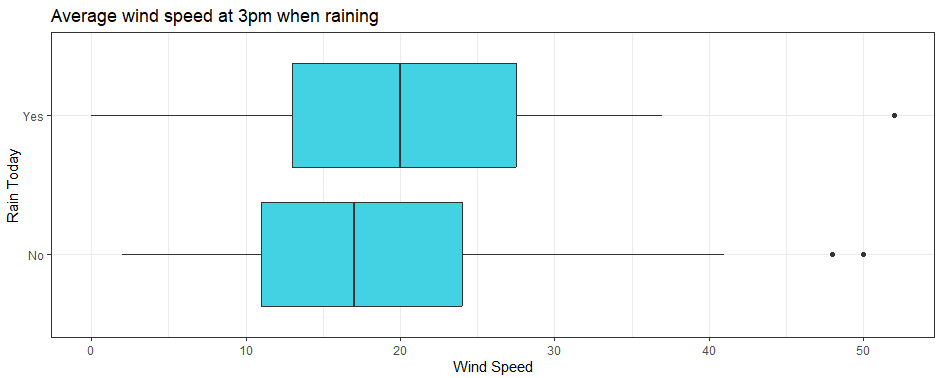 Average wind speed at 3pm when raining
Rain Today
Yes
No
0 10 20 30 40 50
Wind Speed